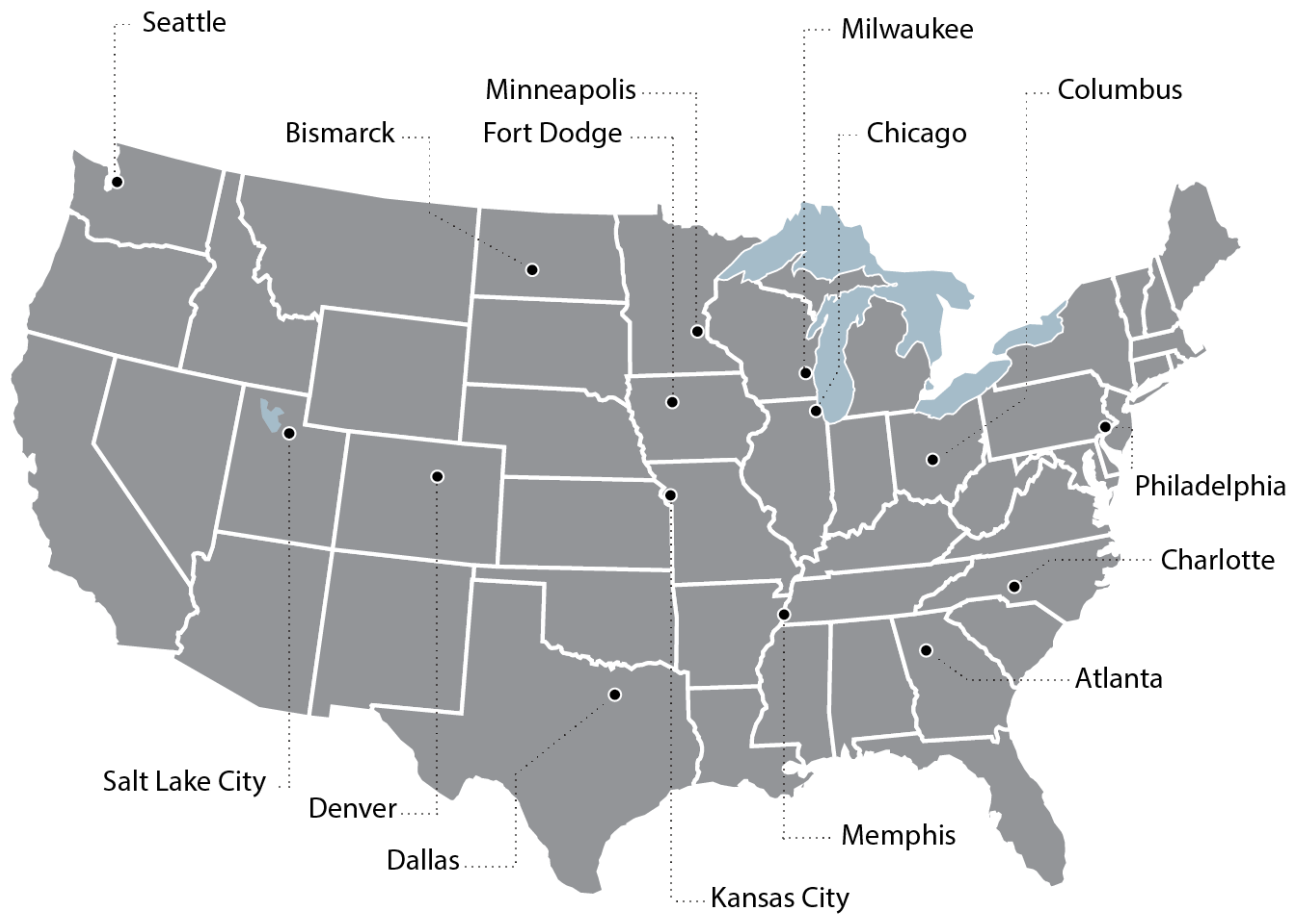 Seattle
Milwaukee
Minneapolis
Columbus
Bismarck
Fort Dodge
Chicago
Philadelphia
Charlotte
Atlanta
Salt Lake City
Denver
Memphis
Dallas
Kansas City